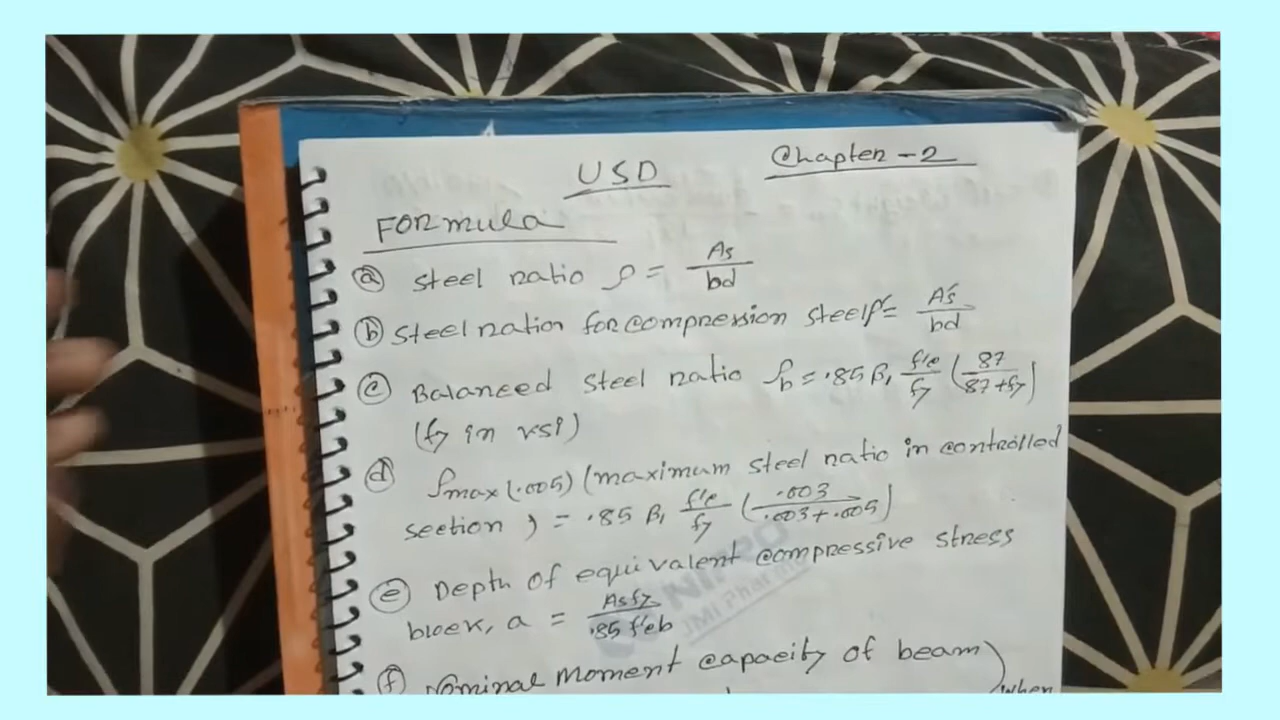 USD
Chapter - 2
Formula
ⓐ steel ratio ρ = As/bd
ⓑ steel ratior for compression steel ρ' = A's/bd
ⓒ Balanced steel ratio ρb = .85 β₁ f'c/fy (87/87+fy)
(fy in ksi)
ⓓ ρmax (.005) (maximum steel ratio in controlled
section) = .85 β₁ f'c/fy (.003/.003+.005)
ⓔ Depth of equivalent compressive stress
block, a = Asfy/.85 f'cb
ⓕ Nominal moment capacity of beam)
when